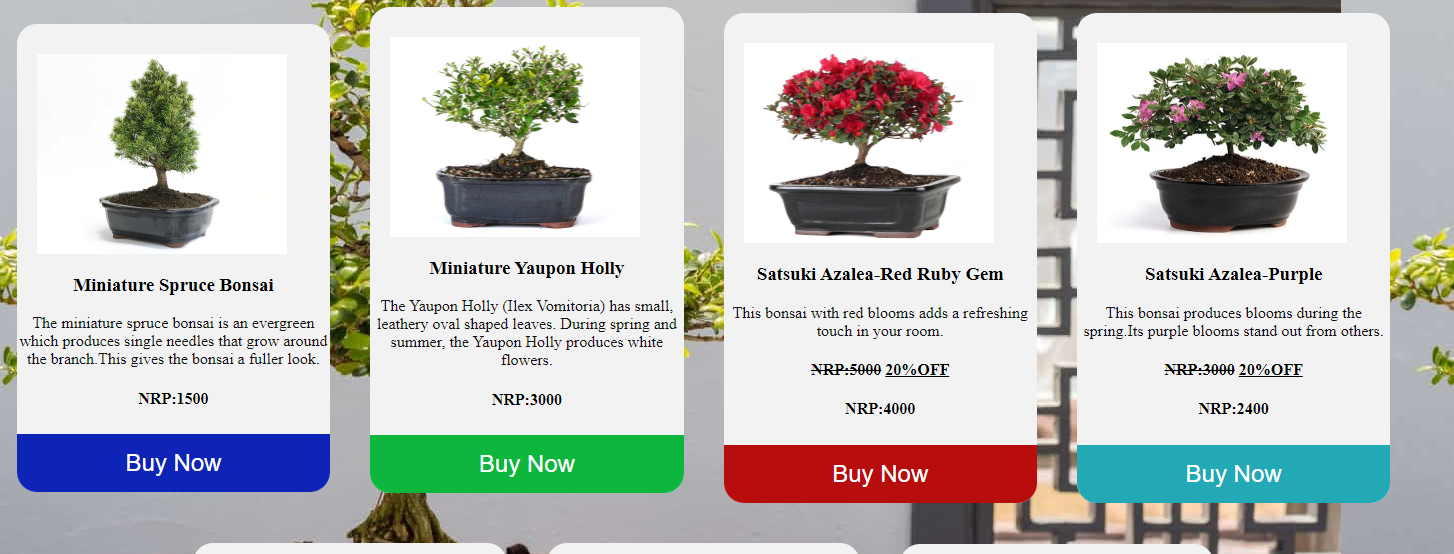 Miniature Spruce Bonsai
The miniature spruce bonsai is an evergreen
which produces single needles that grow around
the branch.This gives the bonsai a fuller look.
NRP:1500
Buy Now
Miniature Yaupon Holly
The Yaupon Holly (Ilex Vomitoria) has small,
leathery oval shaped leaves. During spring and
summer, the Yaupon Holly produces white
flowers.
NRP:3000
Buy Now
Satsuki Azalea-Red Ruby Gem
This bonsai with red blooms adds a refreshing
touch in your room.
NRP:5000 20%OFF
NRP:4000
Buy Now
Satsuki Azalea-Purple
This bonsai produces blooms during the
spring.Its purple blooms stand out from others.
NRP:3000 20%OFF
NRP:2400
Buy Now